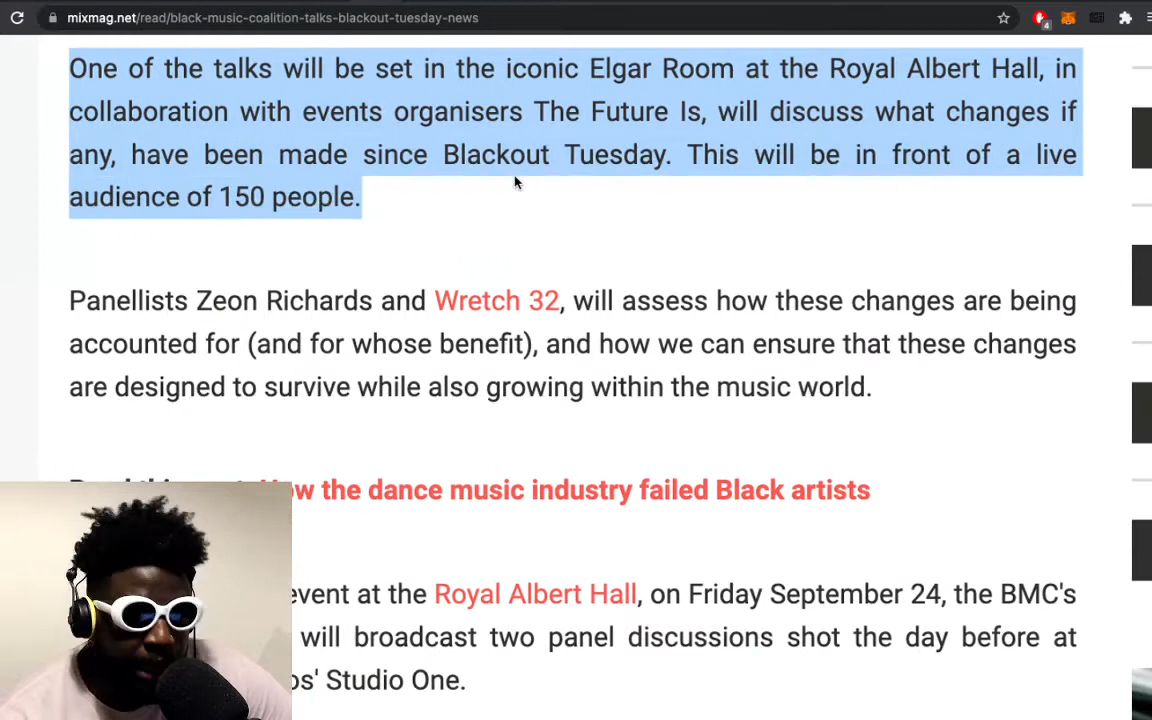 mixmag.net/read/black-music-coalition-talks-blackout-tuesday-news
4
One of the talks will be set in the iconic Elgar Room at the Royal Albert Hall, in
collaboration with events organisers The Future Is, will discuss what changes if
any, have been made since Blackout Tuesday. This will be in front of a live
audience of 150 people.
Panellists Zeon Richards and Wretch 32, will assess how these changes are being
accounted for (and for whose benefit), and how we can ensure that these changes
are designed to survive while also growing within the music world.
the dance music industry failed Black artists
event at the Royal Albert Hall, on Friday September 24, the BMC's
will broadcast two panel discussions shot the day before at
Studio One.